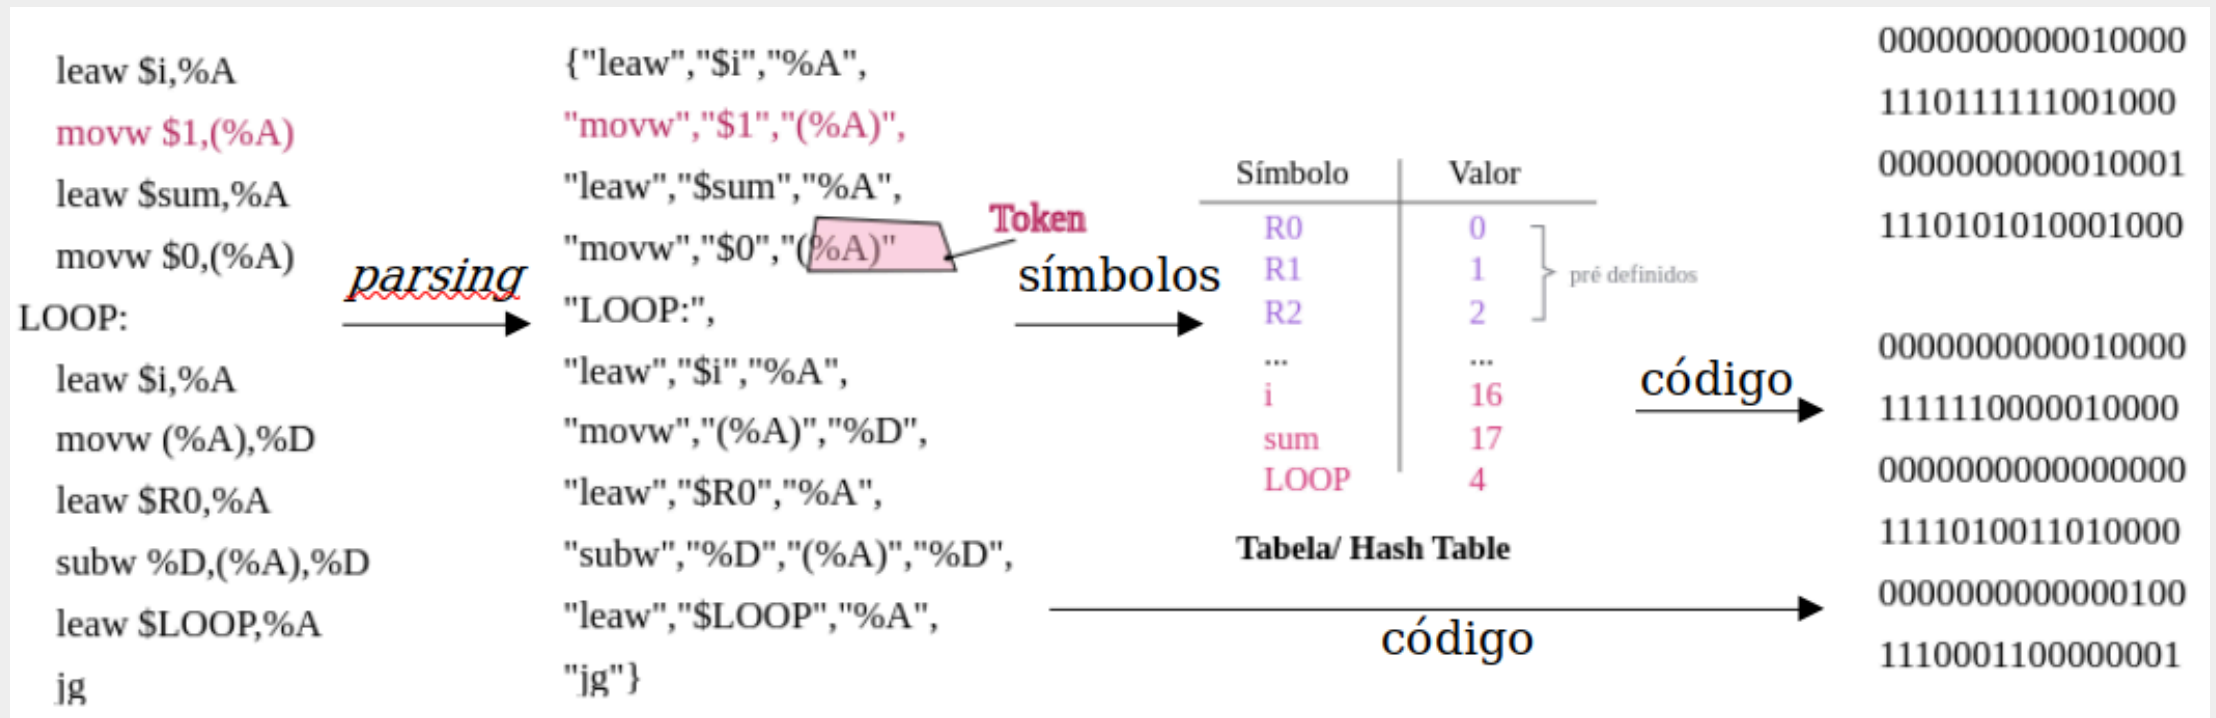 leaw $i,%A
movw $1,(%A)
leaw $sum,%A
movw $0,(%A)
LOOP:
leaw $i,%A
movw (%A),%D
leaw $R0,%A
subw %D,(%A),%D
leaw $LOOP,%A
jg
parsing
{"leaw","$i","%A",
"movw","$1","(%A)",
"leaw","$sum","%A",
"movw","$0","(%A)"
"LOOP:",
"leaw","$i","%A",
"movw","(%A)","%D",
"leaw","$R0","%A",
"subw","%D","(%A)","%D",
"leaw","$LOOP","%A",
"jg"}
Token
símbolos
Símbolo Valor
R0 0
R1 1
R2 2
... ...
i 16
sum 17
LOOP 4
pré definidos
Tabela/ Hash Table
código
código
0000000000010000
1110111111001000
0000000000010001
1110101010001000
0000000000010000
1111110000010000
0000000000000000
1111010011010000
0000000000000100
1110001100000001